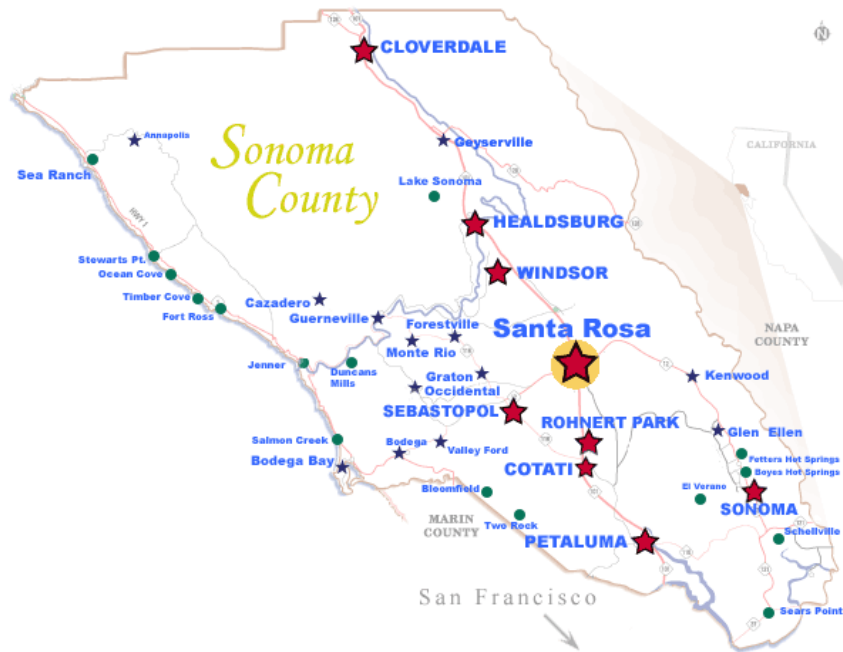 N
CLOVERDALE
Annapolis
Geyserville
CALIFORNIA
Sonoma
County
Sea Ranch
Lake Sonoma
HWY 1
HEALDSBURG
Stewarts Pt.
Ocean Cove
WINDSOR
Timber Cove
Cazadero
Fort Ross
Guerneville
Forestville
Santa Rosa
NAPA
COUNTY
Monte Rio
Jenner
Duncans
Mills
Graton
Occidental
Kenwood
SEBASTOPOL
ROHNERT PARK
Glen Ellen
Salmon Creek
Bodega
Valley Ford
Fetters Hot Springs
Bodega Bay
COTATI
Boyes Hot Springs
Bloomfield
El Verano
SONOMA
MARIN
COUNTY
Two Rock
PETALUMA
Schellville
San Francisco
Sears Point